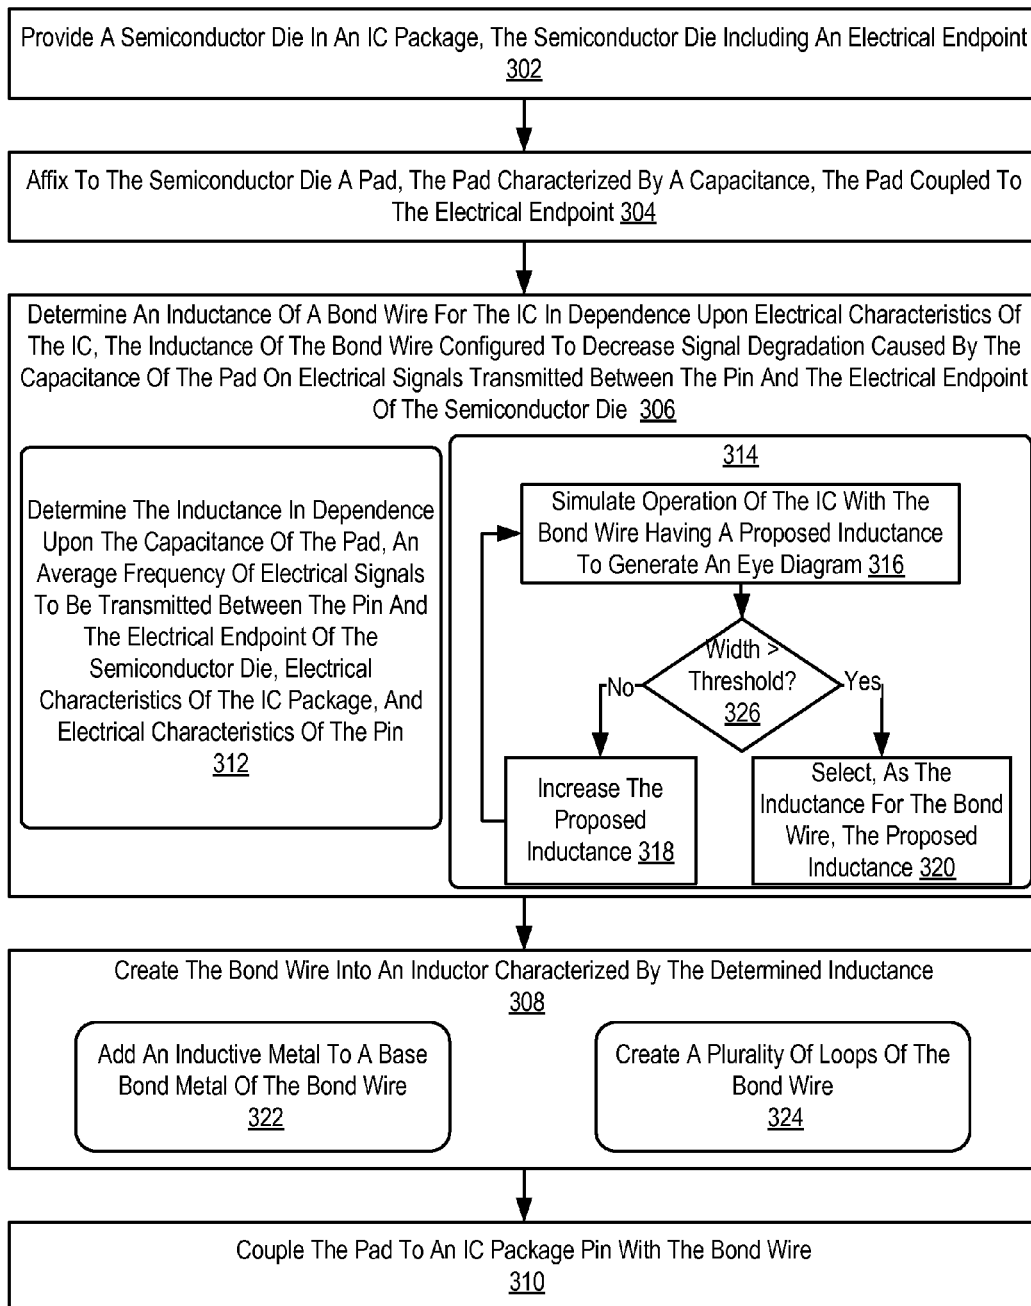 Provide A Semiconductor Die In An IC Package, The Semiconductor Die Including An Electrical Endpoint
302
Affix To The Semiconductor Die A Pad, The Pad Characterized By A Capacitance, The Pad Coupled To
The Electrical Endpoint 304
Determine An Inductance Of A Bond Wire For The IC In Dependence Upon Electrical Characteristics Of
The IC, The Inductance Of The Bond Wire Configured To Decrease Signal Degradation Caused By The
Capacitance Of The Pad On Electrical Signals Transmitted Between The Pin And The Electrical Endpoint
Of The Semiconductor Die 306
Determine The Inductance In Dependence
Upon The Capacitance Of The Pad, An
Average Frequency Of Electrical Signals
To Be Transmitted Between The Pin And
The Electrical Endpoint Of The
Semiconductor Die, Electrical
Characteristics Of The IC Package, And
Electrical Characteristics Of The Pin
312
314
Simulate Operation Of The IC With The
Bond Wire Having A Proposed Inductance
To Generate An Eye Diagram 316
Width >
Threshold?
326
No
Yes
Increase The
Proposed
Inductance 318
Select, As The
Inductance For The Bond
Wire, The Proposed
Inductance 320
Create The Bond Wire Into An Inductor Characterized By The Determined Inductance
308
Add An Inductive Metal To A Base
Bond Metal Of The Bond Wire
322
Create A Plurality Of Loops Of The
Bond Wire
324
Couple The Pad To An IC Package Pin With The Bond Wire
310